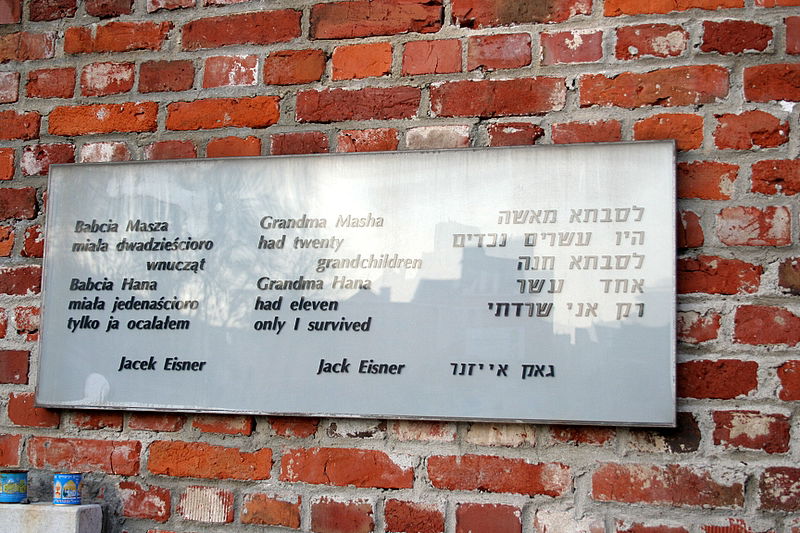 Babcia Masza
miała dwadzieścioro
wnucząt
Babcia Hana
miała jedenaścioro
tylko ja ocalałem
Jacek Eisner
Grandma Masha
had twenty
grandchildren
Grandma Hana
had eleven
only I survived
Jack Eisner
לסבתא מאשה
היו עשרים נכדים
לסבתא חנה
אחד עשר
רק אני שרדתי
גאק אייזנר